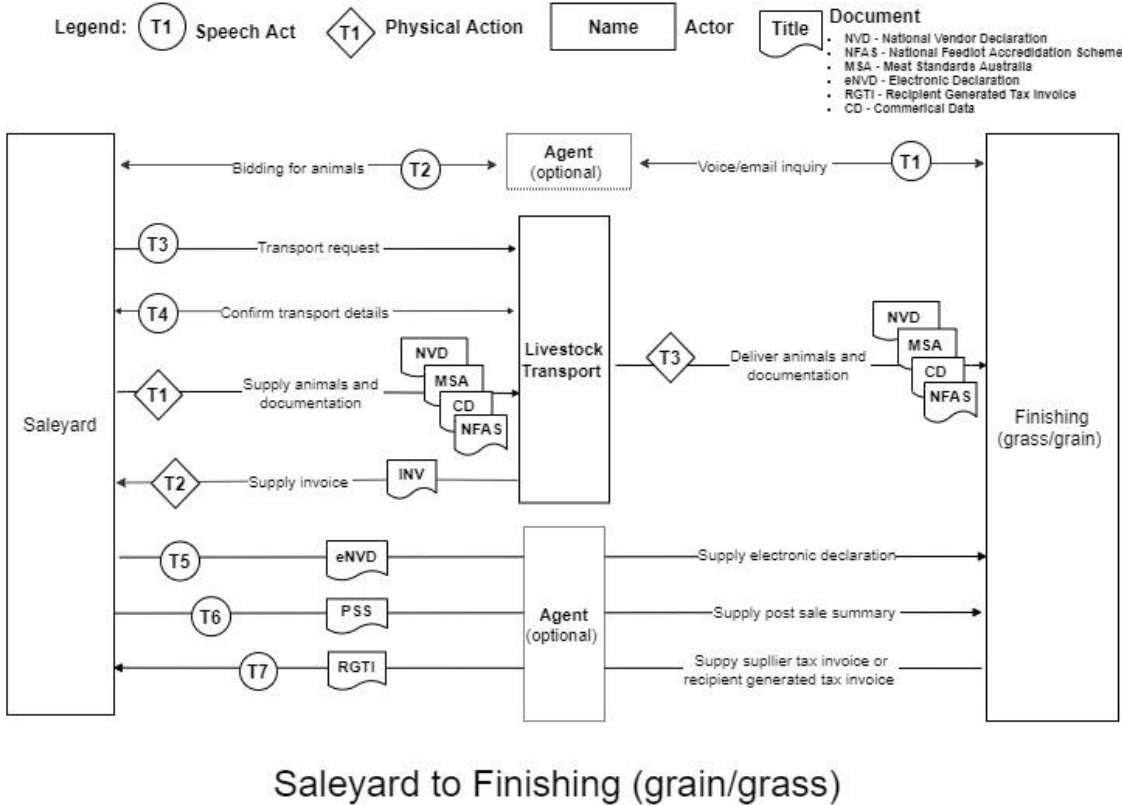 Legend: T1 Speech Act T1 Physical Action Name Actor Title Document
• NVD - National Vendor Declaration
• NFAS - National Feedlot Accredidation Scheme
• MSA - Meat Standards Australia
• eNVD - Electronic Declaration
• RGTI - Recipient Generated Tax Invoice
• CD - Commerical Data
Bidding for animals T2
Agent
(optional)
Voice/email inquiry T1
T3 Transport request
T4 Confirm transport details
Livestock
Transport
T1 Supply animals and
documentation
NVD
MSA
CD
NFAS
T3 Deliver animals and
documentation
NVD
MSA
CD
NFAS
Saleyard
Finishing
(grass/grain)
T2 Supply invoice INV
T5 eNVD Supply electronic declaration
T6 PSS Supply post sale summary
Agent
(optional)
T7 RGTI Suppy supllier tax invoice or
recipient generated tax invoice
Saleyard to Finishing (grain/grass)